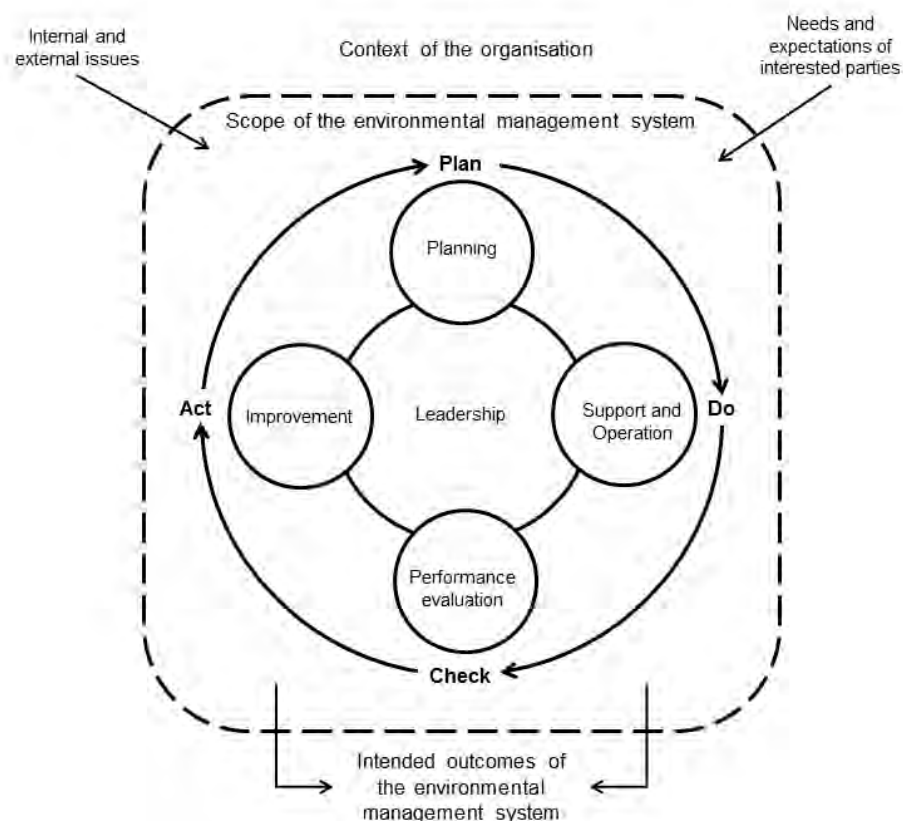 Internal and
external issues
Context of the organisation
Needs and
expectations of
interested parties
Scope of the environmental management system
Plan
Planning
Act
Improvement
Leadership
Support and
Operation
Do
Performance
evaluation
Check
Intended outcomes of
the environmental
management system